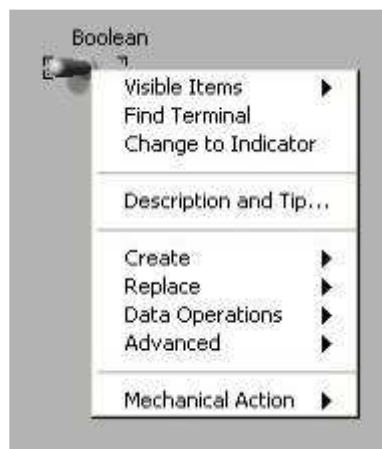 Boolean
Visible Items
Find Terminal
Change to Indicator
Description and Tip...
Create
Replace
Data Operations
Advanced
Mechanical Action